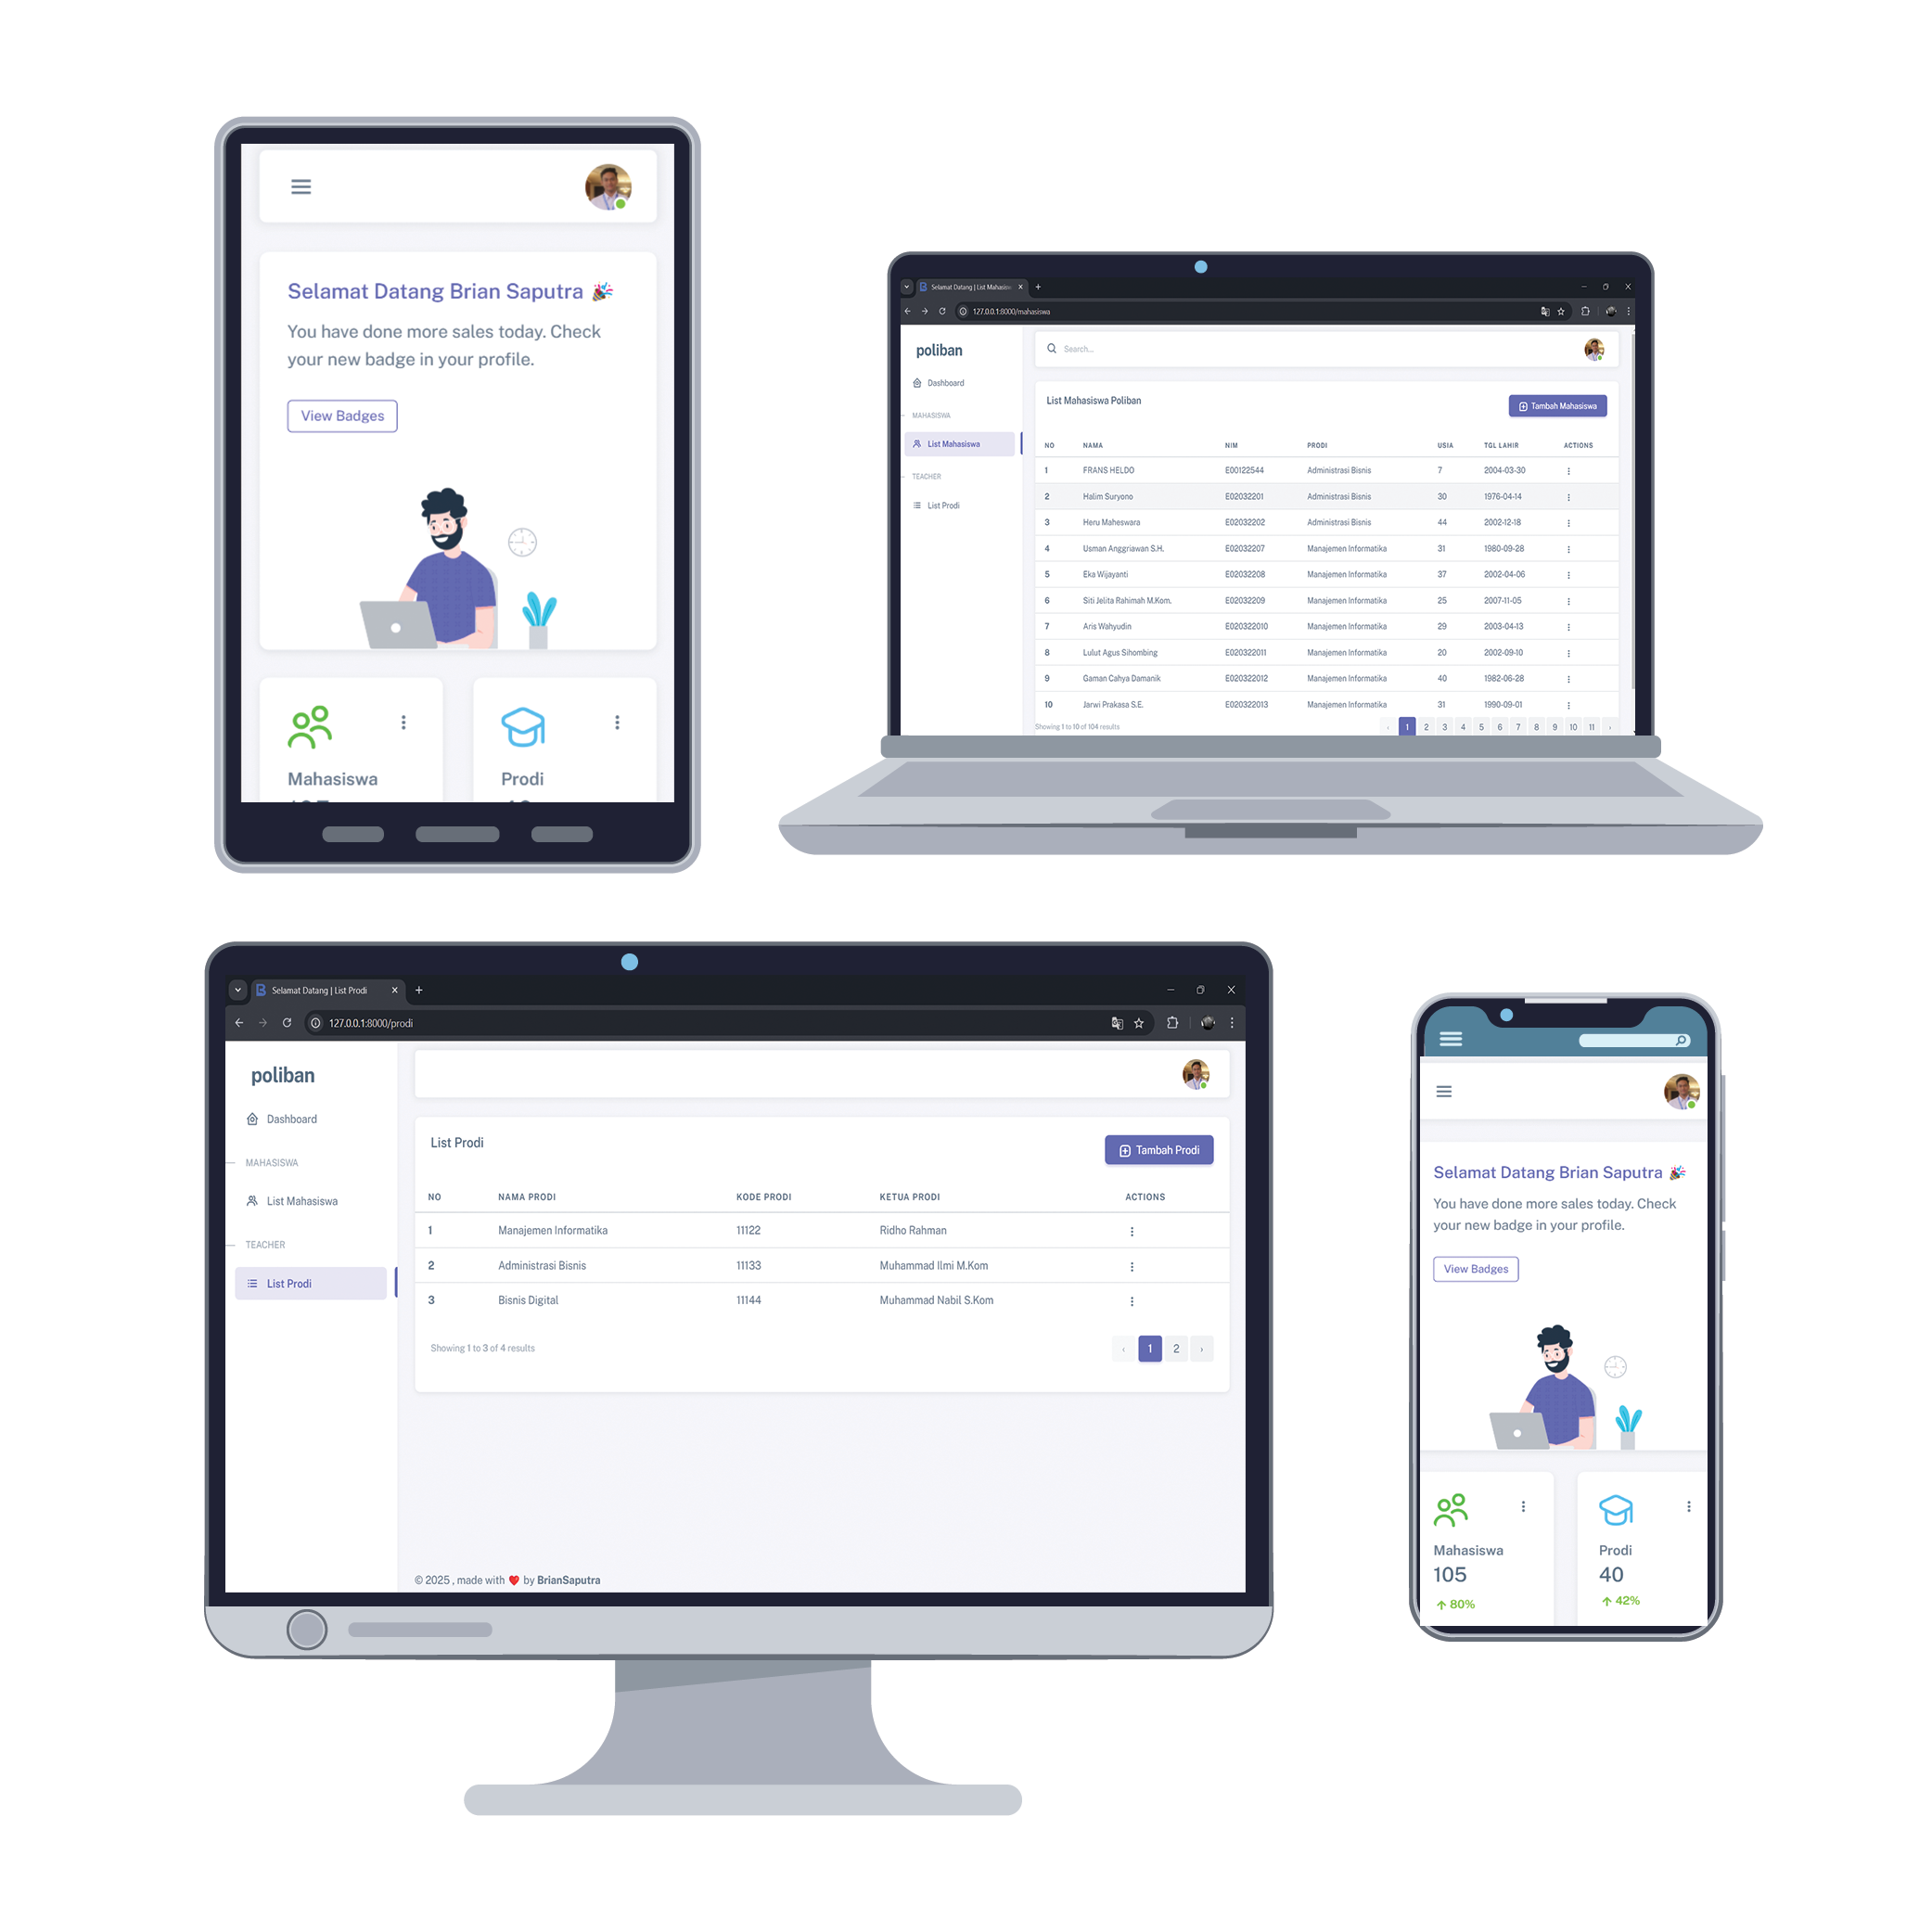 Selamat Datang Brian Saputra
You have done more sales today. Check
your new badge in your profile.
View Badges
Mahasiswa
Prodi
Selamat Datang | List Mahasisw
127.0.0.1:8000/mahasiswa
poliban
Search...
Dashboard
List Mahasiswa Poliban
Tambah Mahasiswa
MAHASISWA
List Mahasiswa
TEACHER
List Prodi
NO NAMA NIM PRODI USIA TGL LAHIR ACTIONS
1 FRANS HELDO E00122544 Administrasi Bisnis 7 2004-03-30
2 Halim Suryono E02032201 Administrasi Bisnis 30 1976-04-14
3 Heru Maheswara E02032202 Administrasi Bisnis 44 2002-12-18
4 Usman Anggriawan S.H. E02032207 Manajemen Informatika 31 1980-09-28
5 Eka Wijayanti E02032208 Manajemen Informatika 37 2002-04-06
6 Siti Jelita Rahimah M.Kom. E02032209 Manajemen Informatika 25 2007-11-05
7 Aris Wahyudin E020322010 Manajemen Informatika 29 2003-04-13
8 Lulut Agus Sihombing E020322011 Manajemen Informatika 20 2002-09-10
9 Gaman Cahya Damanik E020322012 Manajemen Informatika 40 1982-06-28
10 Jarwi Prakasa S.E. E020322013 Manajemen Informatika 31 1990-09-01
Showing 1 to 10 of 104 results
‹ 1 2 3 4 5 6 7 8 9 10 11 ›
Selamat Datang | List Prodi
127.0.0.1:8000/prodi
poliban
Dashboard
MAHASISWA
List Mahasiswa
TEACHER
List Prodi
List Prodi
Tambah Prodi
NO NAMA PRODI KODE PRODI KETUA PRODI ACTIONS
1 Manajemen Informatika 11122 Ridho Rahman
2 Administrasi Bisnis 11133 Muhammad Ilmi M.Kom
3 Bisnis Digital 11144 Muhammad Nabil S.Kom
Showing 1 to 3 of 4 results
‹ 1 2 ›
© 2025 , made with ❤️ by BrianSaputra
Selamat Datang Brian Saputra
You have done more sales today. Check
your new badge in your profile.
View Badges
Mahasiswa
105
80%
Prodi
40
42%